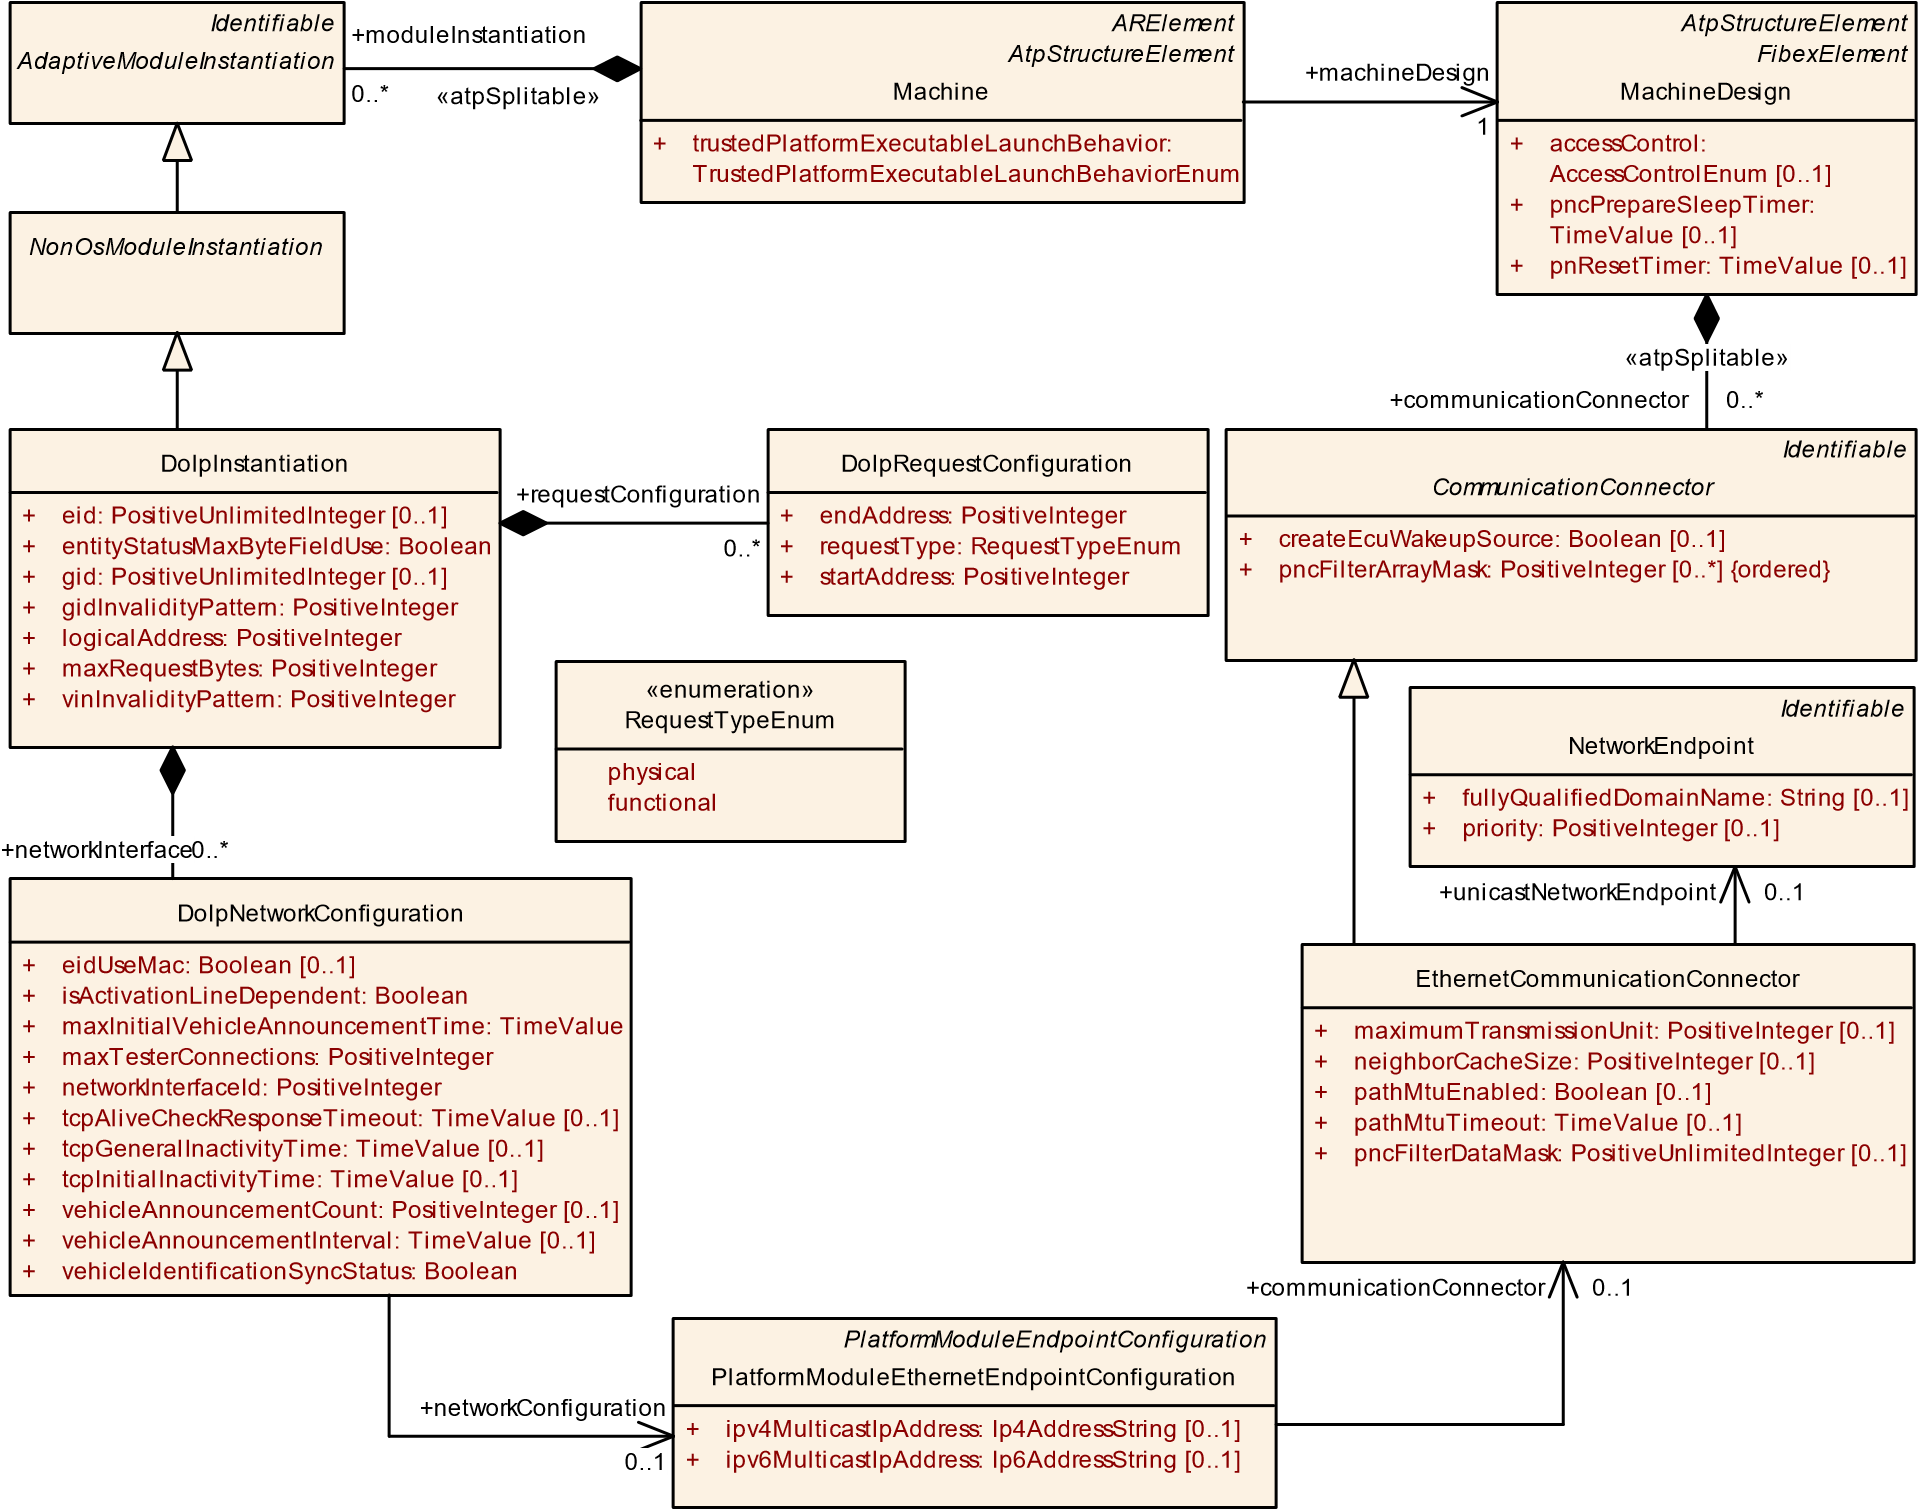 Identifiable
AdaptiveModuleInstantiation
+moduleInstantiation
0..*
«atpSplitable»
ARElement
AtpStructureElement
Machine
+ trustedPlatformExecutableLaunchBehavior:
TrustedPlatformExecutableLaunchBehaviorEnum
+machineDesign
1
AtpStructureElement
FibexElement
MachineDesign
+ accessControl:
AccessControlEnum [0..1]
+ pncPrepareSleepTimer:
TimeValue [0..1]
+ pnResetTimer: TimeValue [0..1]
NonOsModuleInstantiation
«atpSplitable»
+communicationConnector
0..*
DoIpInstantiation
+ eid: PositiveUnlimitedInteger [0..1]
+ entityStatusMaxByteFieldUse: Boolean
+ gid: PositiveUnlimitedInteger [0..1]
+ gidInvalidityPattern: PositiveInteger
+ logicalAddress: PositiveInteger
+ maxRequestBytes: PositiveInteger
+ vinInvalidityPattern: PositiveInteger
+requestConfiguration
0..*
DoIpRequestConfiguration
+ endAddress: PositiveInteger
+ requestType: RequestTypeEnum
+ startAddress: PositiveInteger
Identifiable
CommunicationConnector
+ createEcuWakeupSource: Boolean [0..1]
+ pncFilterArrayMask: PositiveInteger [0..*] {ordered}
«enumeration»
RequestTypeEnum
physical
functional
Identifiable
NetworkEndpoint
+ fullyQualifiedDomainName: String [0..1]
+ priority: PositiveInteger [0..1]
+networkInterface0..*
+unicastNetworkEndpoint
0..1
DoIpNetworkConfiguration
+ eidUseMac: Boolean [0..1]
+ isActivationLineDependent: Boolean
+ maxInitialVehicleAnnouncementTime: TimeValue
+ maxTesterConnections: PositiveInteger
+ networkInterfaceId: PositiveInteger
+ tcpAliveCheckResponseTimeout: TimeValue [0..1]
+ tcpGeneralInactivityTime: TimeValue [0..1]
+ tcpInitialInactivityTime: TimeValue [0..1]
+ vehicleAnnouncementCount: PositiveInteger [0..1]
+ vehicleAnnouncementInterval: TimeValue [0..1]
+ vehicleIdentificationSyncStatus: Boolean
EthernetCommunicationConnector
+ maximumTransmissionUnit: PositiveInteger [0..1]
+ neighborCacheSize: PositiveInteger [0..1]
+ pathMtuEnabled: Boolean [0..1]
+ pathMtuTimeout: TimeValue [0..1]
+ pncFilterDataMask: PositiveUnlimitedInteger [0..1]
+communicationConnector
0..1
+networkConfiguration
0..1
PlatformModuleEndpointConfiguration
PlatformModuleEthernetEndpointConfiguration
+ ipv4MulticastIpAddress: Ip4AddressString [0..1]
+ ipv6MulticastIpAddress: Ip6AddressString [0..1]